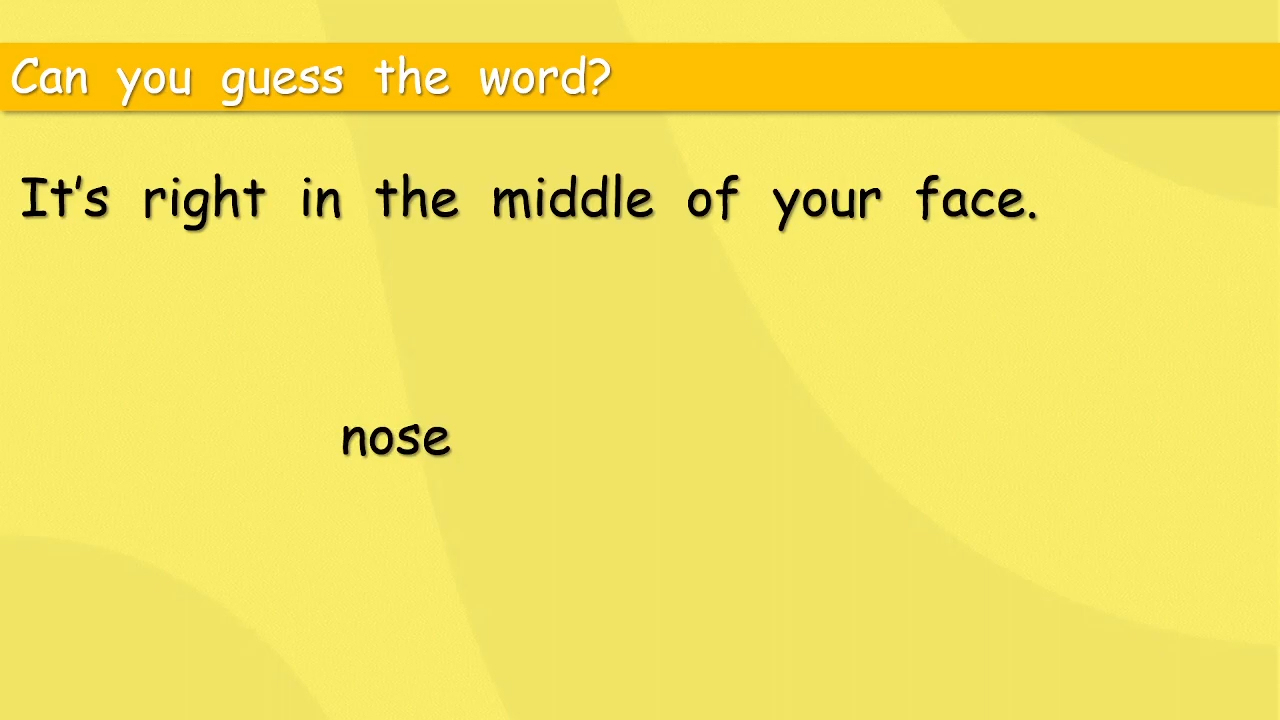 Can you guess the word?
It’s right in the middle of your face.
nose